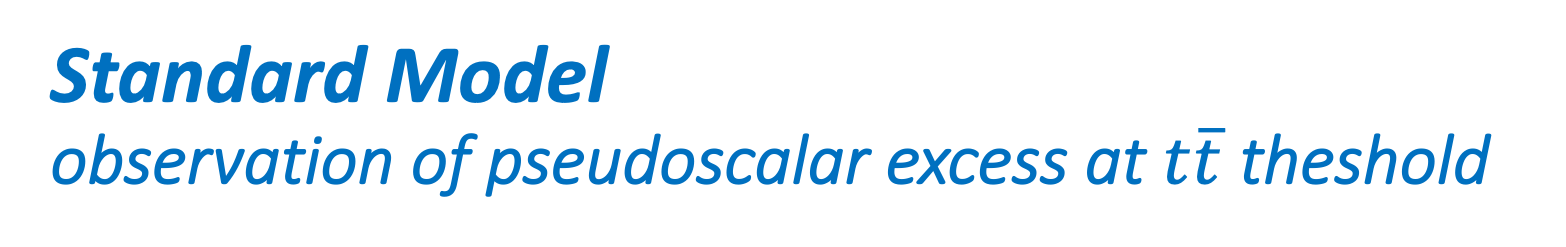 Standard Model
observation of pseudoscalar excess at tt̅ theshold